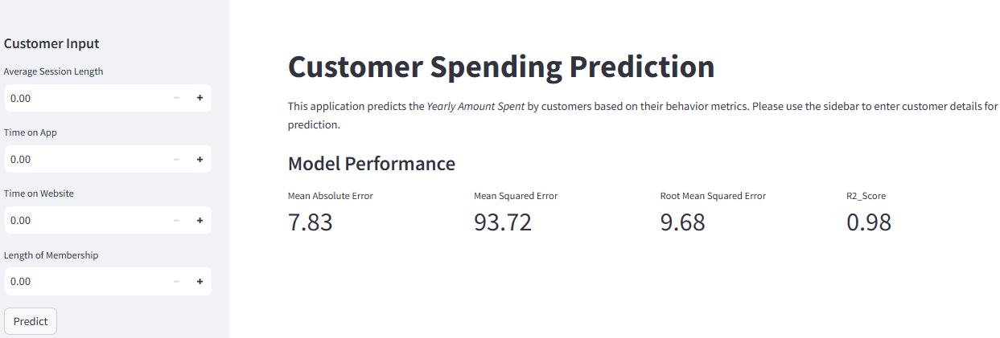 Customer Input
Average Session Length
0.00
Time on App
0.00
Time on Website
0.00
Length of Membership
0.00
Predict
Customer Spending Prediction
This application predicts the Yearly Amount Spent by customers based on their behavior metrics. Please use the sidebar to enter customer details for
prediction.
Model Performance
Mean Absolute Error
7.83
Mean Squared Error
93.72
Root Mean Squared Error
9.68
R2_Score
0.98